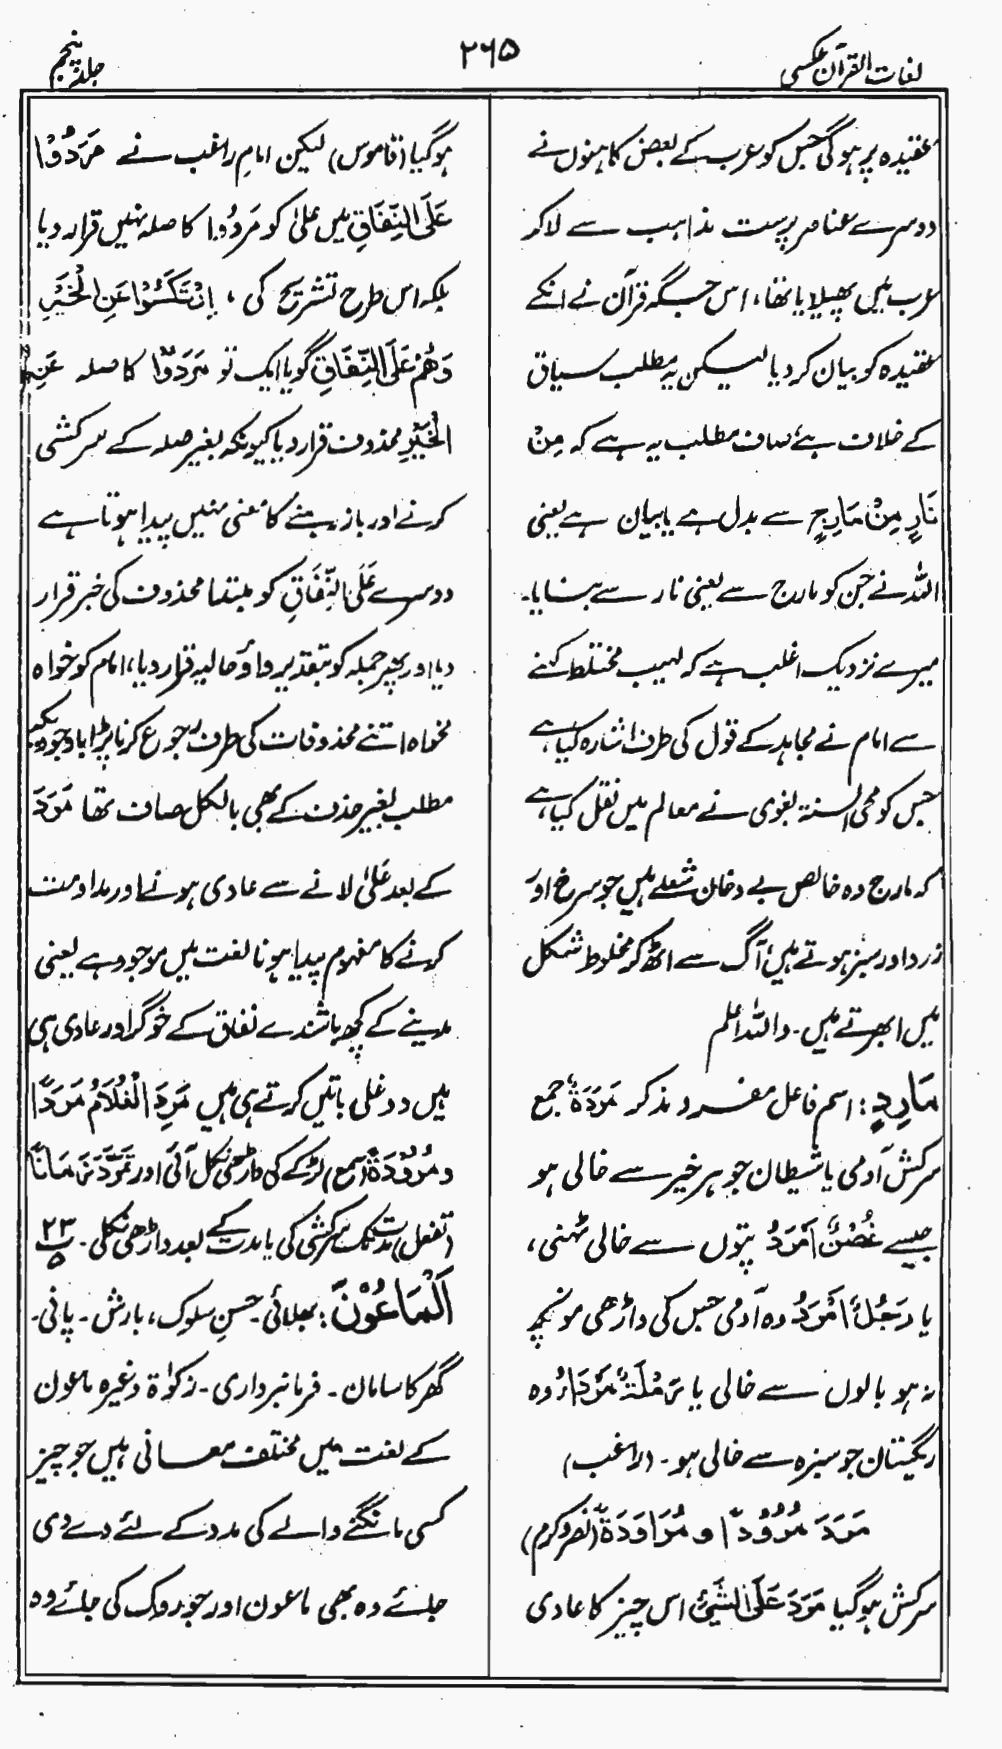 لغات القرآن عکسی
۲۶۵
جلد پنجم
عقیدہ پر ہوگی جس کو عرب کے بعض کاہنوں نے
دوسرے عناصر پرست مذاہب سے لاکر
عرب میں پھیلا دیا تھا، اس جگہ قرآن نے انکے
عقیدہ کو بیان کر دیا لیکن یہ مطلب سیاق
کے خلاف ہے، صاف مطلب یہ ہے کہ مِنْ
نَارٍ مِنْ مَارِجٍ سے بدل ہے یا بیان ہے یعنی
اللہ نے جن کو مارج سے یعنی نار سے بنایا۔
میرے نزدیک اغلب ہے کہ لہیب مختلط کہنے
سے امام نے مجاہد کے قول کی طرف اشارہ کیا ہے
جس کو محی السنۃ بغوی نے معالم میں نقل کیا ہے
کہ مارج وہ خالص بے دخان شعلے ہیں جو سرخ اور
زرد اور سبز ہوتے ہیں آگ سے اٹھ کر مخلوط شکل
میں ابھرتے ہیں۔ واللہ اعلم
مَارِدٍ: اسم فاعل مفرد مذکر مَرَدَةٌ جمع
سرکش آدمی یا شیطان جو ہر خیر سے خالی ہو
جیسے غُصْنٌ اَمْرَدُ پتوں سے خالی ٹہنی،
یا رَجُلٌ اَمْرَدُ وہ آدمی جس کی داڑھی مونچھ
نہ ہو بالوں سے خالی یا رَمْلَةٌ مَرْدَاءُ وہ
ریگستان جو سبزہ سے خالی ہو۔ (راغب)
مَرَدَ مُرُوْدًا و مُرَاوَدَةً (نصر و کرم)
سرکش ہوگیا مَرَدَ عَلَى الشَّیْئِ اس چیز کا عادی
ہوگیا (قاموس) لیکن امام راغب نے مَرَدُوْا
عَلَى النِّفَاقِ میں عَلٰی کو مَرَدُوا کا صلہ نہیں قرار دیا
بلکہ اس طرح تشریح کی، اِرْتَكَسُوْا عَنِ الْخَيْرِ
وَهُمْ عَلَى النِّفَاقِ گویا ایک تو مَرَدُوْا کا صلہ عَنِ
الْخَيْرِ محذوف قرار دیا کیونکہ بغیر صلہ کے سرکشی
کرنے اور باز رہنے کا معنی نہیں پیدا ہوتا ہے
دوسرے عَلَى النِّفَاقِ کو مبتدا محذوف کی خبر قرار
دیا اور پھر جملہ کو بتقدیر واؤ حالیہ قرار دیا، امام کو خواہ
نخواہ اتنے محذوفات کی طرف رجوع کرنا پڑا باوجودیکہ
مطلب بغیر حذف کے بھی بالکل صاف تھا مَرَدَ
کے بعد عَلٰی لانے سے عادی ہونے اور مداومت
کرنے کا مفہوم پیدا ہونا لغت میں موجود ہے یعنی
مدینے کے کچھ باشندے نفاق کے خوگر اور عادی ہی
ہیں دوغلی باتیں کرتے ہی ہیں مَرِدَ الْغُلَامُ مَرَدًا
و مُرُوْدَةً (سمع) لڑکے کی داڑھی نکل آئی اور تَمَرَّدَ زَمَانًا
(تفعل) مدت تک سرکشی کی یا مدت کے بعد داڑھی نکلی۔ ۲۳ ۵
اَلْمَاعُوْنَ: بھلائی۔ حسن سلوک، بارش۔ پانی۔
گھر کا سامان۔ فرمانبرداری۔ زکوٰۃ وغیرہ ماعون
کے لغت میں مختلف معانی ہیں جو چیز
کسی مانگنے والے کی مدد کے لئے دے دی
جائے وہ بھی ماعون اور جو روک کی جائے وہ